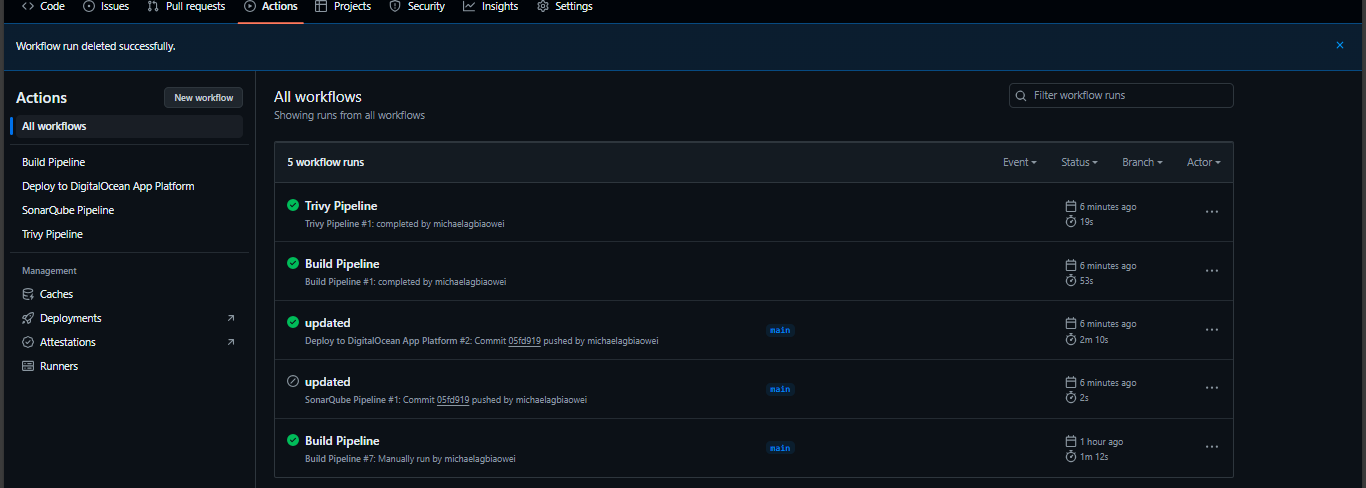 Code Issues Pull requests Actions Projects Security Insights Settings
Workflow run deleted successfully.
Actions
New workflow
All workflows
Build Pipeline
Deploy to DigitalOcean App Platform
SonarQube Pipeline
Trivy Pipeline
Management
Caches
Deployments
Attestations
Runners
All workflows
Showing runs from all workflows
Filter workflow runs
5 workflow runs
Event Status Branch Actor
Trivy Pipeline
Trivy Pipeline #1: completed by michaelagbiaowei
6 minutes ago
19s
Build Pipeline
Build Pipeline #1: completed by michaelagbiaowei
6 minutes ago
53s
updated
Deploy to DigitalOcean App Platform #2: Commit 05fd919 pushed by michaelagbiaowei
main
6 minutes ago
2m 10s
updated
SonarQube Pipeline #1: Commit 05fd919 pushed by michaelagbiaowei
main
6 minutes ago
2s
Build Pipeline
Build Pipeline #7: Manually run by michaelagbiaowei
main
1 hour ago
1m 12s